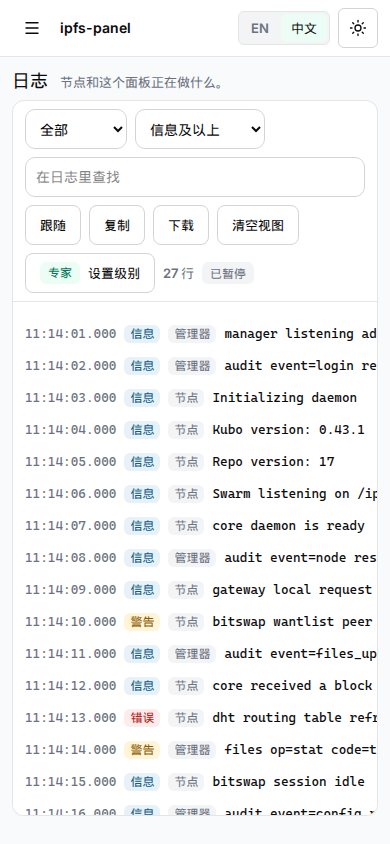 ipfs-panel EN 中文
日志 节点和这个面板正在做什么。
全部 信息及以上
在日志里查找
跟随 复制 下载 清空视图
专家 设置级别 27 行 已暂停
11:14:01.000 信息 管理器 manager listening ad
11:14:02.000 信息 管理器 audit event=login re
11:14:03.000 信息 节点 Initializing daemon
11:14:04.000 信息 节点 Kubo version: 0.43.1
11:14:05.000 信息 节点 Repo version: 17
11:14:06.000 信息 节点 Swarm listening on /ip
11:14:07.000 信息 节点 core daemon is ready
11:14:08.000 信息 管理器 audit event=node res
11:14:09.000 信息 节点 gateway local request
11:14:10.000 警告 节点 bitswap wantlist peer
11:14:11.000 信息 管理器 audit event=files_up
11:14:12.000 信息 节点 core received a block
11:14:13.000 错误 节点 dht routing table refr
11:14:14.000 警告 管理器 files op=stat code=t
11:14:15.000 信息 节点 bitswap session idle
11:14:16.000 信息 管理器 audit event=config